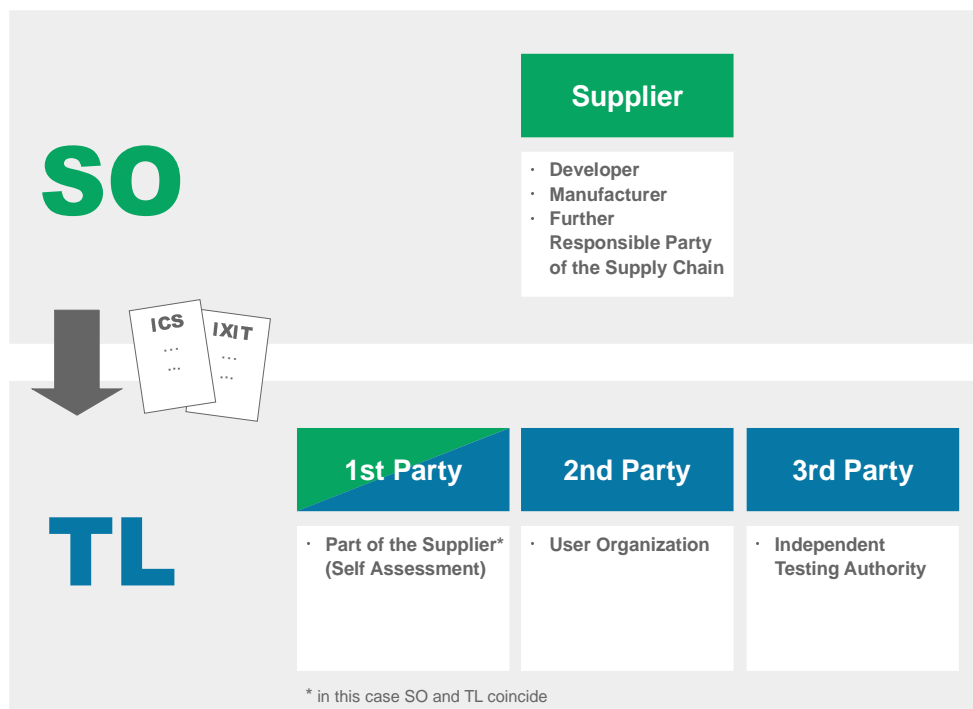 SO
Supplier
· Developer
· Manufacturer
· Further
Responsible Party
of the Supply Chain
ICS
...
...
IXIT
...
...
TL
1st Party
· Part of the Supplier*
(Self Assessment)
2nd Party
· User Organization
3rd Party
· Independent
Testing Authority
* in this case SO and TL coincide